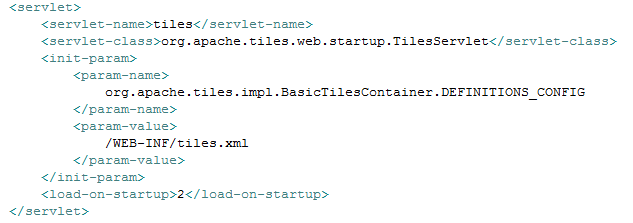 <servlet>
    <servlet-name>tiles</servlet-name>
    <servlet-class>org.apache.tiles.web.startup.TilesServlet</servlet-class>
    <init-param>
        <param-name>
            org.apache.tiles.impl.BasicTilesContainer.DEFINITIONS_CONFIG
        </param-name>
        <param-value>
            /WEB-INF/tiles.xml
        </param-value>
    </init-param>
    <load-on-startup>2</load-on-startup>
</servlet>